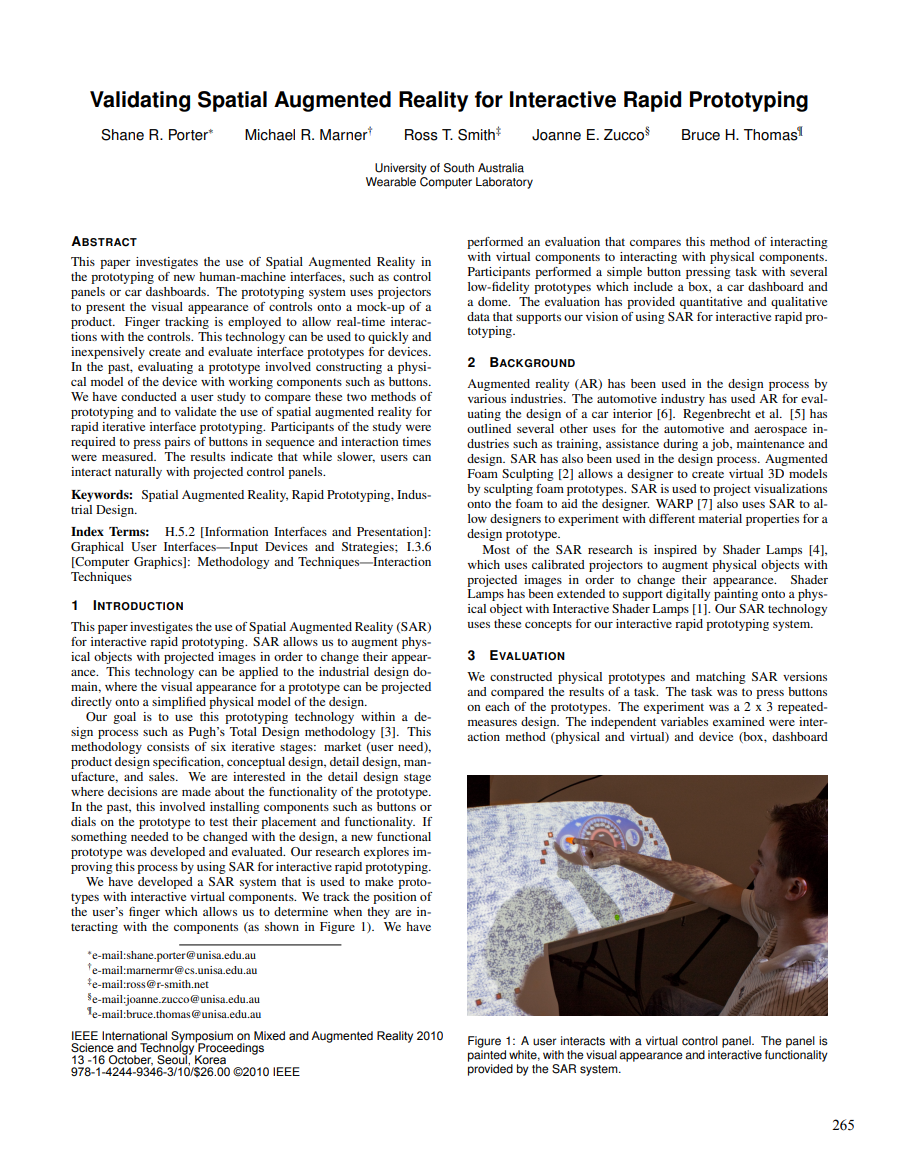 Validating Spatial Augmented Reality for Interactive Rapid Prototyping
Shane R. Porter* Michael R. Marner† Ross T. Smith‡ Joanne E. Zucco§ Bruce H. Thomas¶
University of South Australia
Wearable Computer Laboratory
ABSTRACT
This paper investigates the use of Spatial Augmented Reality in
the prototyping of new human-machine interfaces, such as control
panels or car dashboards. The prototyping system uses projectors
to present the visual appearance of controls onto a mock-up of a
product. Finger tracking is employed to allow real-time interac-
tions with the controls. This technology can be used to quickly and
inexpensively create and evaluate interface prototypes for devices.
In the past, evaluating a prototype involved constructing a physi-
cal model of the device with working components such as buttons.
We have conducted a user study to compare these two methods of
prototyping and to validate the use of spatial augmented reality for
rapid iterative interface prototyping. Participants of the study were
required to press pairs of buttons in sequence and interaction times
were measured. The results indicate that while slower, users can
interact naturally with projected control panels.
Keywords: Spatial Augmented Reality, Rapid Prototyping, Indus-
trial Design.
Index Terms: H.5.2 [Information Interfaces and Presentation]:
Graphical User Interfaces—Input Devices and Strategies; I.3.6
[Computer Graphics]: Methodology and Techniques—Interaction
Techniques
1 INTRODUCTION
This paper investigates the use of Spatial Augmented Reality (SAR)
for interactive rapid prototyping. SAR allows us to augment phys-
ical objects with projected images in order to change their appear-
ance. This technology can be applied to the industrial design do-
main, where the visual appearance for a prototype can be projected
directly onto a simplified physical model of the design.
Our goal is to use this prototyping technology within a de-
sign process such as Pugh's Total Design methodology [3]. This
methodology consists of six iterative stages: market (user need),
product design specification, conceptual design, detail design, man-
ufacture, and sales. We are interested in the detail design stage
where decisions are made about the functionality of the prototype.
In the past, this involved installing components such as buttons or
dials on the prototype to test their placement and functionality. If
something needed to be changed with the design, a new functional
prototype was developed and evaluated. Our research explores im-
proving this process by using SAR for interactive rapid prototyping.
We have developed a SAR system that is used to make proto-
types with interactive virtual components. We track the position of
the user's finger which allows us to determine when they are in-
teracting with the components (as shown in Figure 1). We have
*e-mail:shane.porter@unisa.edu.au
†e-mail:marnermr@cs.unisa.edu.au
‡e-mail:ross@r-smith.net
§e-mail:joanne.zucco@unisa.edu.au
¶e-mail:bruce.thomas@unisa.edu.au
IEEE International Symposium on Mixed and Augmented Reality 2010
Science and Technolgy Proceedings
13 -16 October, Seoul, Korea
978-1-4244-9346-3/10/$26.00 ©2010 IEEE
performed an evaluation that compares this method of interacting
with virtual components to interacting with physical components.
Participants performed a simple button pressing task with several
low-fidelity prototypes which include a box, a car dashboard and
a dome. The evaluation has provided quantitative and qualitative
data that supports our vision of using SAR for interactive rapid pro-
totyping.
2 BACKGROUND
Augmented reality (AR) has been used in the design process by
various industries. The automotive industry has used AR for eval-
uating the design of a car interior [6]. Regenbrecht et al. [5] has
outlined several other uses for the automotive and aerospace in-
dustries such as training, assistance during a job, maintenance and
design. SAR has also been used in the design process. Augmented
Foam Sculpting [2] allows a designer to create virtual 3D models
by sculpting foam prototypes. SAR is used to project visualizations
onto the foam to aid the designer. WARP [7] also uses SAR to al-
low designers to experiment with different material properties for a
design prototype.
Most of the SAR research is inspired by Shader Lamps [4],
which uses calibrated projectors to augment physical objects with
projected images in order to change their appearance. Shader
Lamps has been extended to support digitally painting onto a phys-
ical object with Interactive Shader Lamps [1]. Our SAR technology
uses these concepts for our interactive rapid prototyping system.
3 EVALUATION
We constructed physical prototypes and matching SAR versions
and compared the results of a task. The task was to press buttons
on each of the prototypes. The experiment was a 2 x 3 repeated-
measures design. The independent variables examined were inter-
action method (physical and virtual) and device (box, dashboard
Figure 1: A user interacts with a virtual control panel. The panel is
painted white, with the visual appearance and interactive functionality
provided by the SAR system.
265